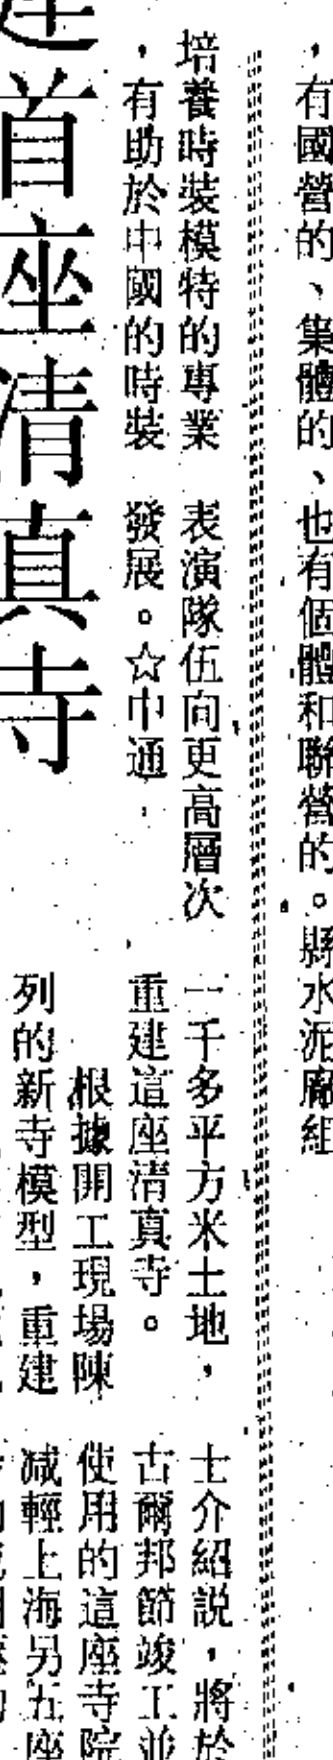 ，有國營的、集體的、也有個體和聯營的。縣水泥廠組
培養時裝模特的專業
，有助於中國的時裝
表演隊伍向更高層次
發展。☆中通
首座清真寺
一千多平方米土地，
重建這座清真寺。
根據開工現場陳
列的新寺模型，重建
士介紹説，將於
古爾邦節竣工並
使用的這座寺院
減輕上海另五座